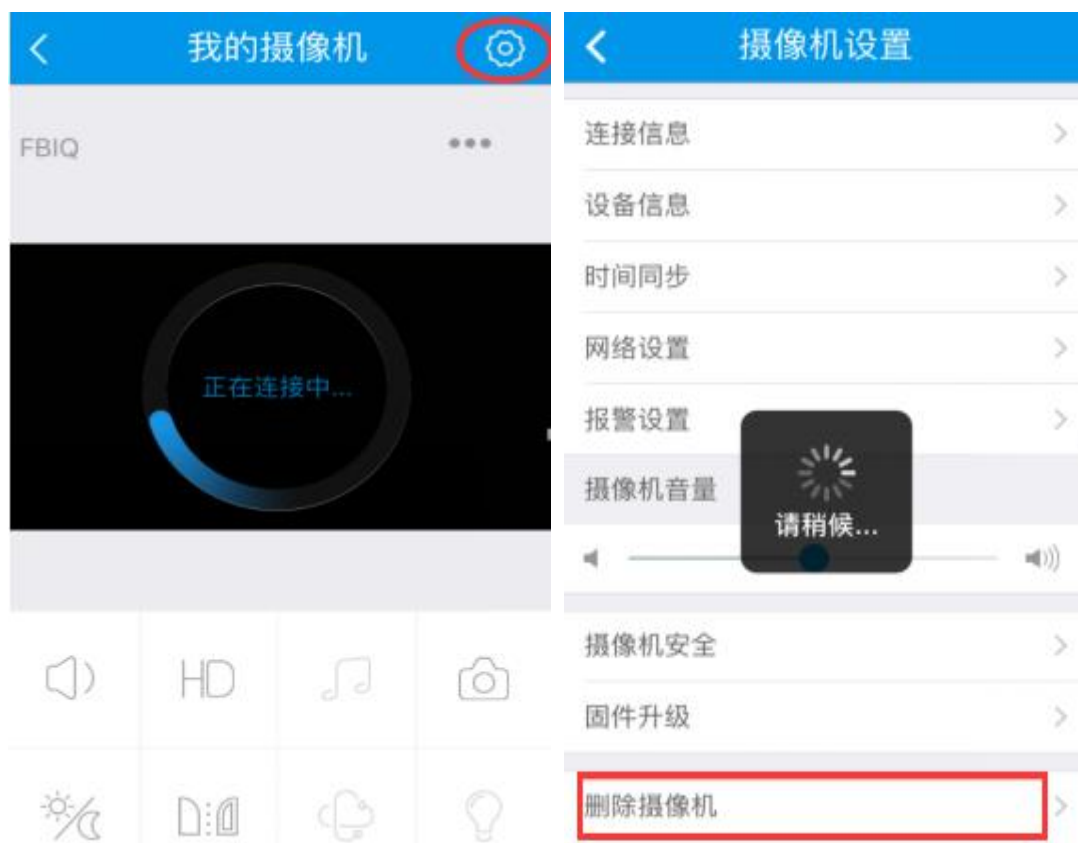 我的摄像机
FBIQ
正在连接中...
HD
摄像机设置
连接信息
设备信息
时间同步
网络设置
报警设置
摄像机音量
请稍候...
摄像机安全
固件升级
删除摄像机